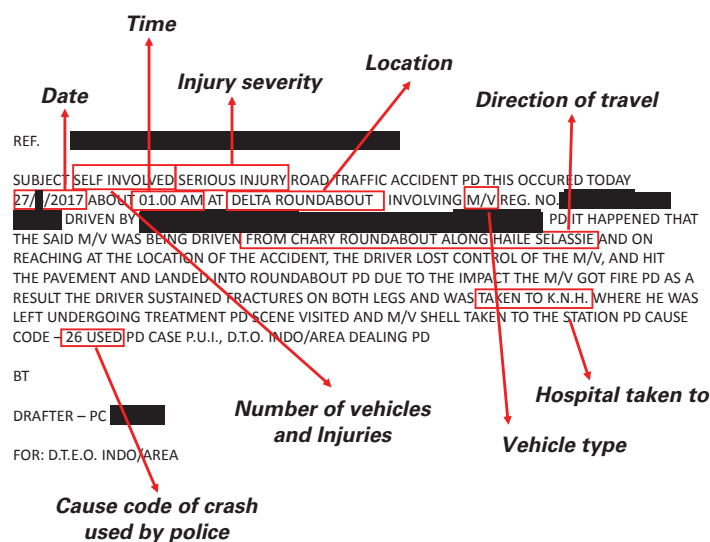 Time
Injury severity
Location
Date
Direction of travel
REF.
SUBJECT SELF INVOLVED SERIOUS INJURY ROAD TRAFFIC ACCIDENT PD THIS OCCURED TODAY
27/ /2017 ABOUT 01.00 AM AT DELTA ROUNDABOUT INVOLVING M/V REG. NO.
DRIVEN BY PD IT HAPPENED THAT
THE SAID M/V WAS BEING DRIVEN FROM CHARY ROUNDABOUT ALONG HAILE SELASSIE AND ON
REACHING AT THE LOCATION OF THE ACCIDENT, THE DRIVER LOST CONTROL OF THE M/V, AND HIT
THE PAVEMENT AND LANDED INTO ROUNDABOUT PD DUE TO THE IMPACT THE M/V GOT FIRE PD AS A
RESULT THE DRIVER SUSTAINED FRACTURES ON BOTH LEGS AND WAS TAKEN TO K.N.H. WHERE HE WAS
LEFT UNDERGOING TREATMENT PD SCENE VISITED AND M/V SHELL TAKEN TO THE STATION PD CAUSE
CODE – 26 USED PD CASE P.U.I., D.T.O. INDO/AREA DEALING PD
BT
Hospital taken to
DRAFTER – PC
Number of vehicles
and Injuries
Vehicle type
FOR: D.T.E.O. INDO/AREA
Cause code of crash
used by police